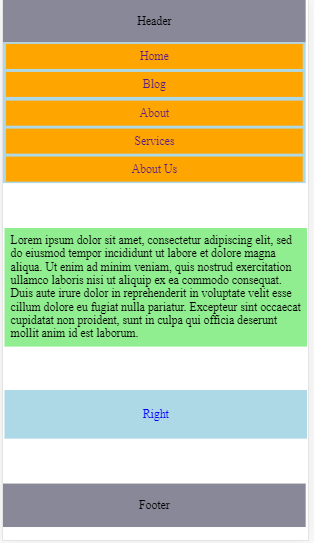 Header
Home
Blog
About
Services
About Us
Lorem ipsum dolor sit amet, consectetur adipiscing elit, sed
do eiusmod tempor incididunt ut labore et dolore magna
aliqua. Ut enim ad minim veniam, quis nostrud exercitation
ullamco laboris nisi ut aliquip ex ea commodo consequat.
Duis aute irure dolor in reprehenderit in voluptate velit esse
cillum dolore eu fugiat nulla pariatur. Excepteur sint occaecat
cupidatat non proident, sunt in culpa qui officia deserunt
mollit anim id est laborum.
Right
Footer